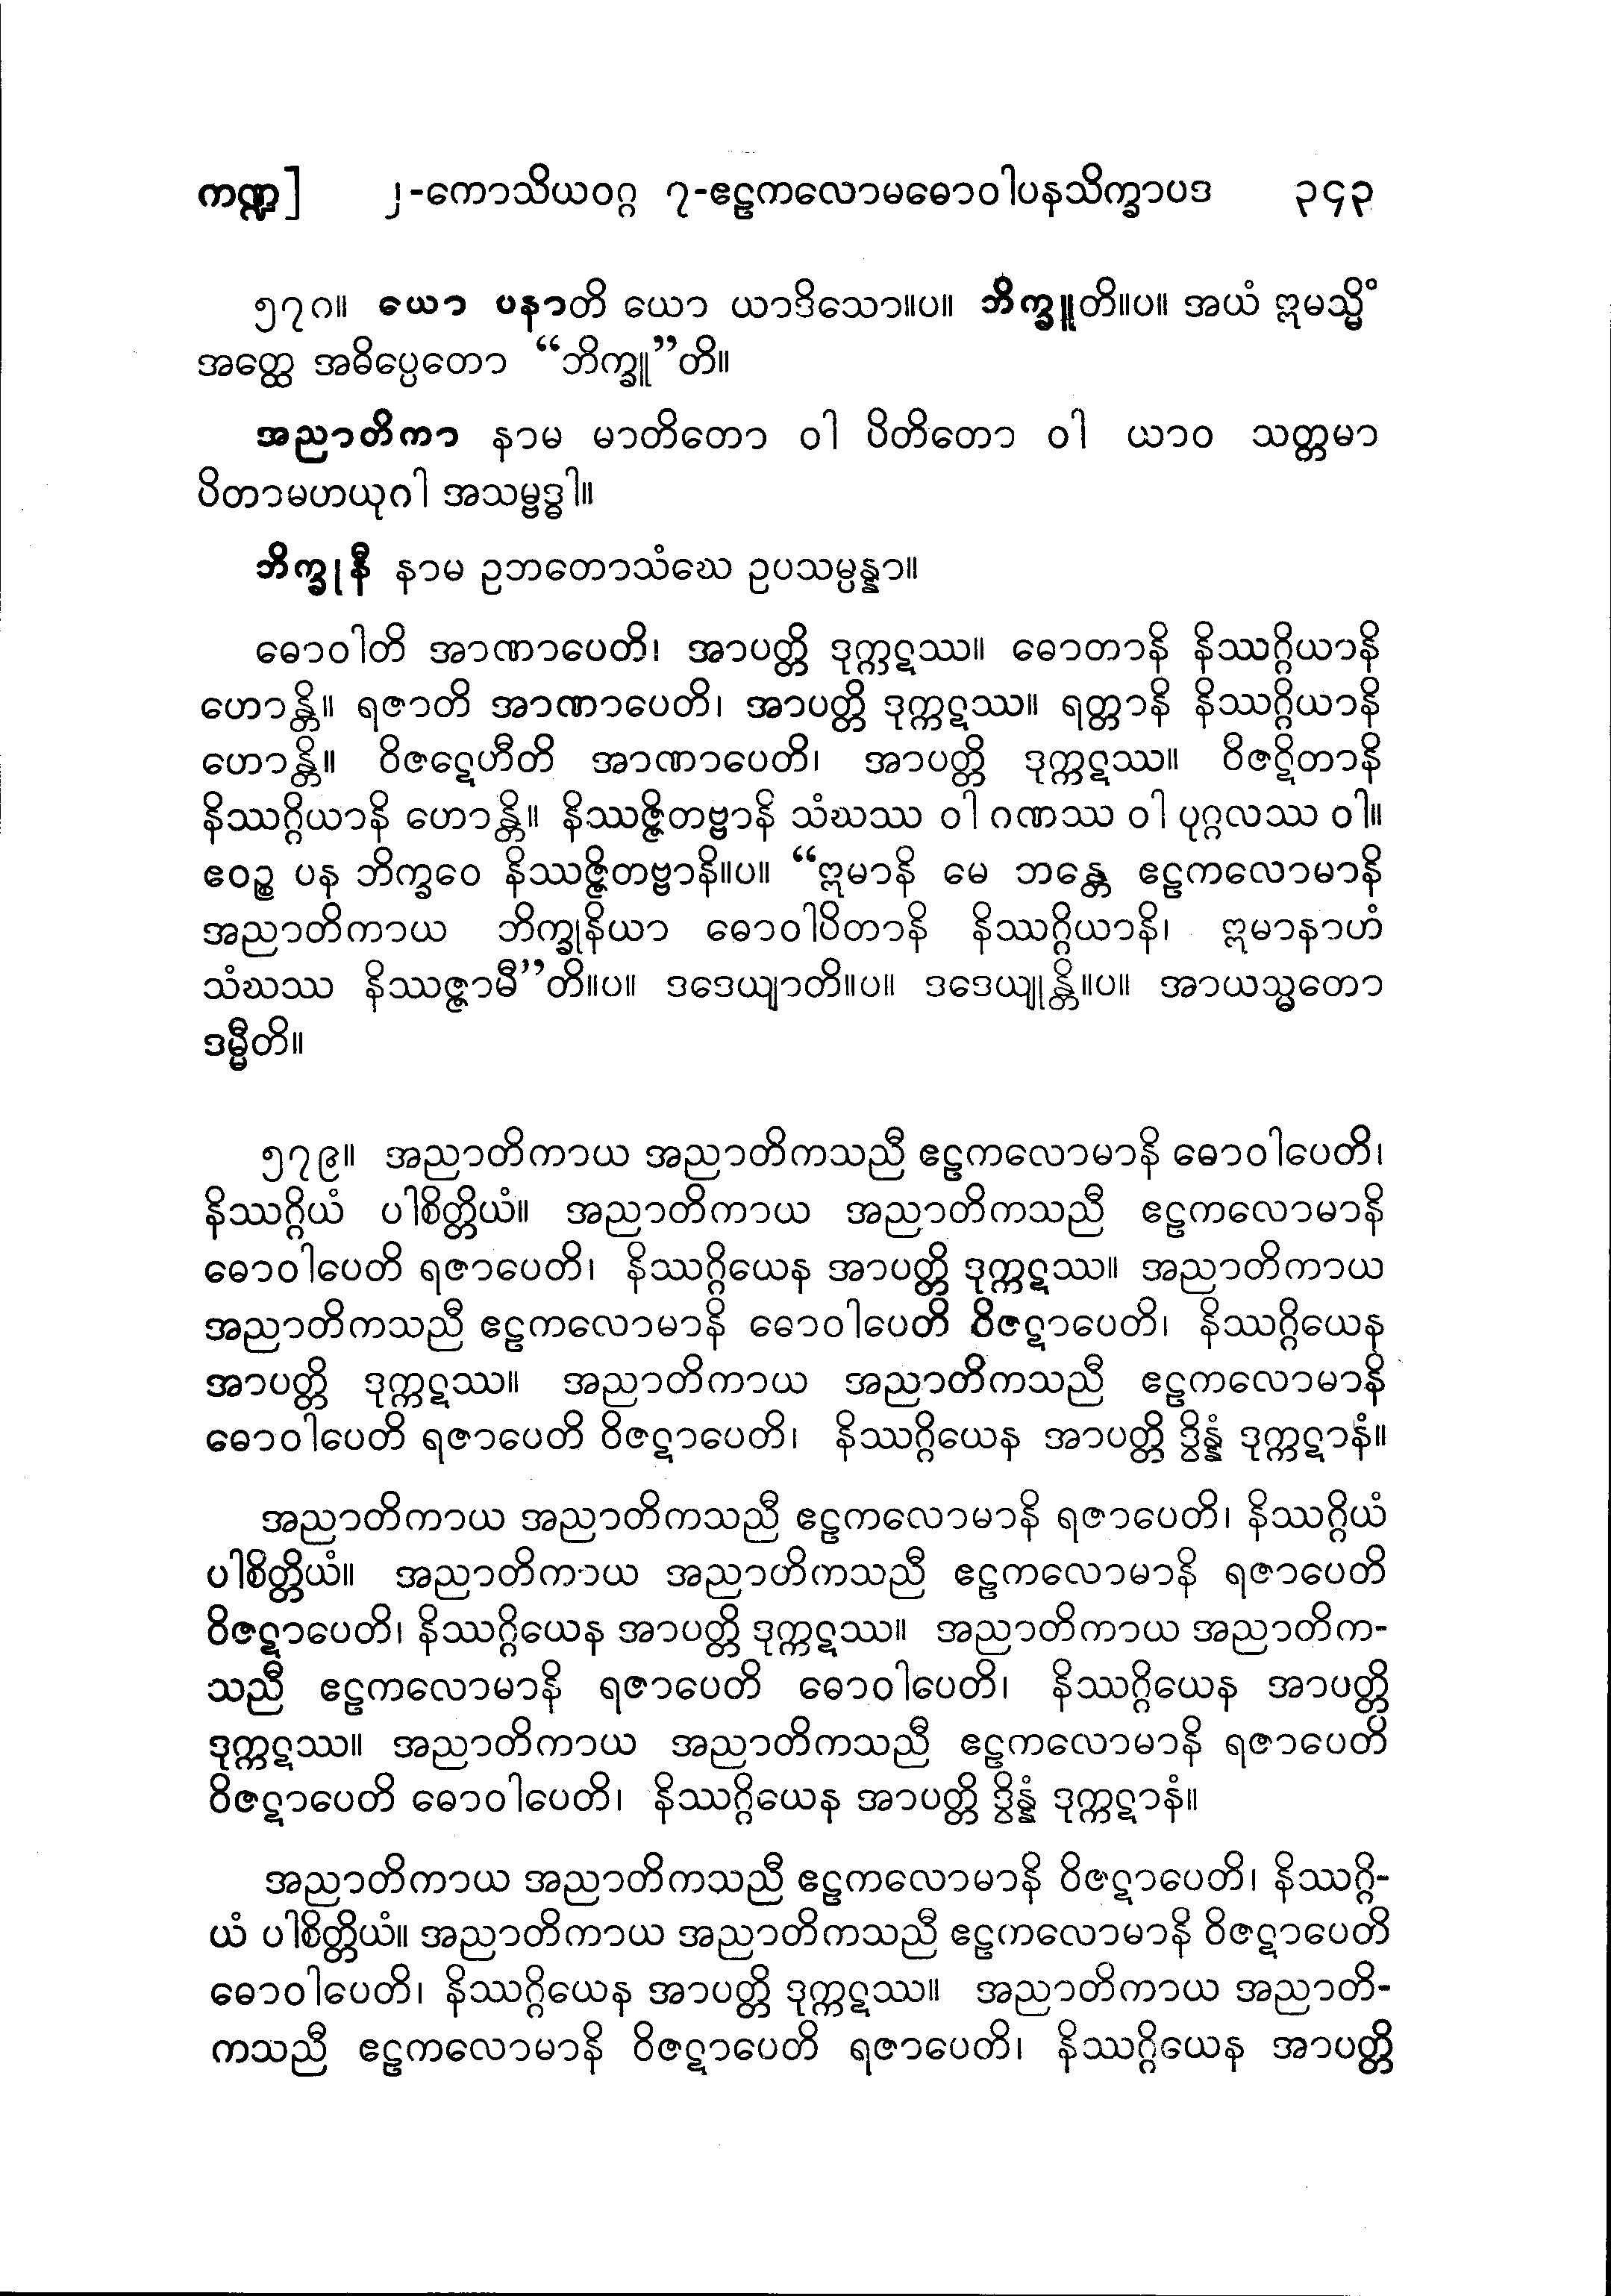 ကဏ္ဍ] ၂-ကောသိယဝဂ္ဂ ၇-ဧဠကလောမဓောဝါပနသိက္ခာပဒ ၃၄၃
၅၇၈။ ယော ပနာတိ ယော ယာဒိသော။ပ။ ဘိက္ခူတိ။ပ။ အယံ ဣမသ္မိံ
အတ္ထေ အဓိပ္ပေတော “ဘိက္ခူ”တိ။
အညာတိကာ နာမ မာတိတော ဝါ ပိတိတော ဝါ ယာဝ သတ္တမာ
ပိတာမဟယုဂါ အသမ္ဗဒ္ဓါ။
ဘိက္ခုနီ နာမ ဥဘတောသံဃေ ဥပသမ္ပန္နာ။
ဓောဝါတိ အာဏာပေတိ၊ အာပတ္တိ ဒုက္ကဋဿ။ ဓောတာနိ နိဿဂ္ဂိယာနိ
ဟောန္တိ။ ရဇာတိ အာဏာပေတိ၊ အာပတ္တိ ဒုက္ကဋဿ။ ရတ္တာနိ နိဿဂ္ဂိယာနိ
ဟောန္တိ။ ဝိဇဋေဟီတိ အာဏာပေတိ၊ အာပတ္တိ ဒုက္ကဋဿ။ ဝိဇဋိတာနိ
နိဿဂ္ဂိယာနိ ဟောန္တိ။ နိဿဇ္ဇိတဗ္ဗာနိ သံဃဿ ဝါ ဂဏဿ ဝါ ပုဂ္ဂလဿ ဝါ။
ဧဝဉ္စ ပန ဘိက္ခဝေ နိဿဇ္ဇိတဗ္ဗာနိ။ပ။ “ဣမာနိ မေ ဘန္တေ ဧဠကလောမာနိ
အညာတိကာယ ဘိက္ခုနိယာ ဓောဝါပိတာနိ နိဿဂ္ဂိယာနိ၊ ဣမာနာဟံ
သံဃဿ နိဿဇ္ဇာမီ”တိ။ပ။ ဒဒေယျာတိ။ပ။ ဒဒေယျုန္တိ။ပ။ အာယသ္မတော
ဒမ္မီတိ။
၅၇၉။ အညာတိကာယ အညာတိကသညီ ဧဠကလောမာနိ ဓောဝါပေတိ၊
နိဿဂ္ဂိယံ ပါစိတ္တိယံ။ အညာတိကာယ အညာတိကသညီ ဧဠကလောမာနိ
ဓောဝါပေတိ ရဇာပေတိ၊ နိဿဂ္ဂိယေန အာပတ္တိ ဒုက္ကဋဿ။ အညာတိကာယ
အညာတိကသညီ ဧဠကလောမာနိ ဓောဝါပေတိ ဝိဇဋာပေတိ၊ နိဿဂ္ဂိယေန
အာပတ္တိ ဒုက္ကဋဿ။ အညာတိကာယ အညာတိကသညီ ဧဠကလောမာနိ
ဓောဝါပေတိ ရဇာပေတိ ဝိဇဋာပေတိ၊ နိဿဂ္ဂိယေန အာပတ္တိ ဒွိန္နံ ဒုက္ကဋာနံ။
အညာတိကာယ အညာတိကသညီ ဧဠကလောမာနိ ရဇာပေတိ၊ နိဿဂ္ဂိယံ
ပါစိတ္တိယံ။ အညာတိကာယ အညာဟိကသညီ ဧဠကလောမာနိ ရဇာပေတိ
ဝိဇဋာပေတိ၊ နိဿဂ္ဂိယေန အာပတ္တိ ဒုက္ကဋဿ။ အညာတိကာယ အညာတိက-
သညီ ဧဠကလောမာနိ ရဇာပေတိ ဓောဝါပေတိ၊ နိဿဂ္ဂိယေန အာပတ္တိ
ဒုက္ကဋဿ။ အညာတိကာယ အညာတိကသညီ ဧဠကလောမာနိ ရဇာပေတိ
ဝိဇဋာပေတိ ဓောဝါပေတိ၊ နိဿဂ္ဂိယေန အာပတ္တိ ဒွိန္နံ ဒုက္ကဋာနံ။
အညာတိကာယ အညာတိကသညီ ဧဠကလောမာနိ ဝိဇဋာပေတိ၊ နိဿဂ္ဂိ-
ယံ ပါစိတ္တိယံ။ အညာတိကာယ အညာတိကသညီ ဧဠကလောမာနိ ဝိဇဋာပေတိ
ဓောဝါပေတိ၊ နိဿဂ္ဂိယေန အာပတ္တိ ဒုက္ကဋဿ။ အညာတိကာယ အညာတိ-
ကသညီ ဧဠကလောမာနိ ဝိဇဋာပေတိ ရဇာပေတိ၊ နိဿဂ္ဂိယေန အာပတ္တိ